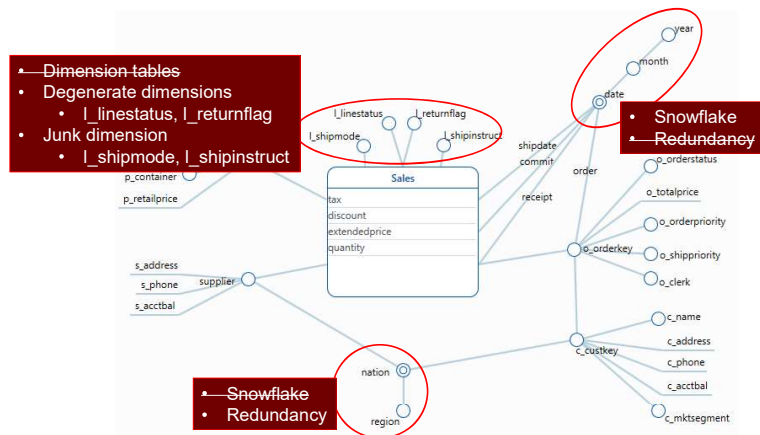 year
month
date
• Dimension tables
• Degenerate dimensions
• l_linestatus, l_returnflag
• Junk dimension
• l_shipmode, l_shipinstruct
l_linestatus
l_returnflag
l_shipmode
l_shipinstruct
• Snowflake
• Redundancy
shipdate
commit
order
receipt
p_container
p_retailprice
Sales
tax
discount
extendedprice
quantity
o_orderstatus
o_totalprice
o_orderpriority
o_orderkey
o_shippriority
o_clerk
s_address
supplier
s_phone
s_acctbal
c_name
c_address
c_custkey
c_phone
c_acctbal
c_mktsegment
nation
region
• Snowflake
• Redundancy